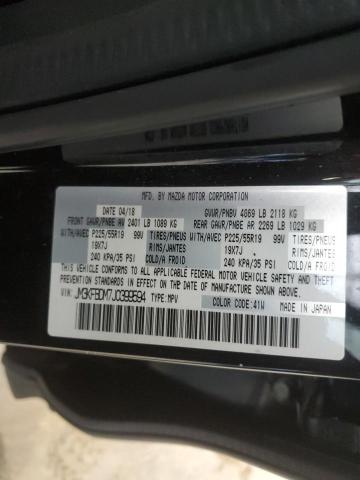 MFD. BY MAZDA MOTOR CORPORATION
DATE 04/18 GVWR/PNBV 4669 LB 2118 KG
FRONT GAWR/PNBE AV 2401 LB 1089 KG REAR GAWR/PNBE AR 2269 LB 1029 KG
WITH/AVEC P225/55R19 99V TIRES/PNEUS WITH/AVEC P225/55R19 99V TIRES/PNEUS
19X7J RIMS/JANTES 19X7J RIMS/JANTES
240 KPA/35 PSI COLD/A FROID 240 KPA/35 PSI COLD/A FROID
THIS VEHICLE CONFORMS TO ALL APPLICABLE FEDERAL MOTOR VEHICLE SAFETY AND THEFT
PREVENTION STANDARDS IN EFFECT ON THE DATE OF MANUFACTURE SHOWN ABOVE.
VIN: JM3KFBDM7J0399594 TYPE:MPV COLOR CODE:41W MADE IN JAPAN